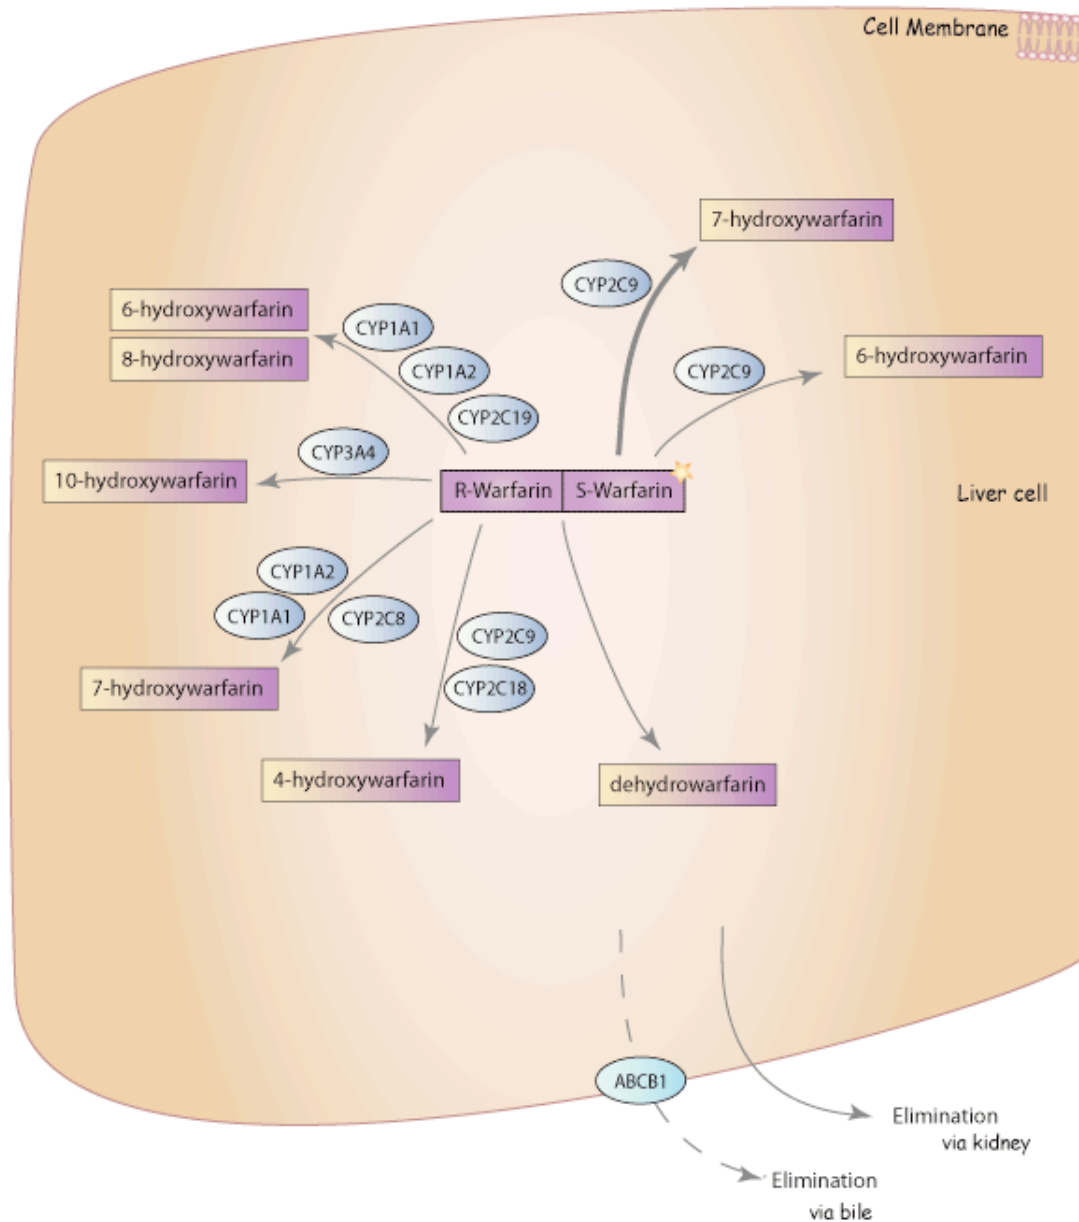 Cell Membrane
7-hydroxywarfarin
CYP2C9
6-hydroxywarfarin
8-hydroxywarfarin
CYP1A1
CYP1A2
CYP2C19
CYP2C9
6-hydroxywarfarin
CYP3A4
10-hydroxywarfarin
R-Warfarin
S-Warfarin
Liver cell
CYP1A2
CYP1A1
CYP2C8
7-hydroxywarfarin
CYP2C9
CYP2C18
4-hydroxywarfarin
dehydrowarfarin
ABCB1
Elimination
via kidney
Elimination
via bile